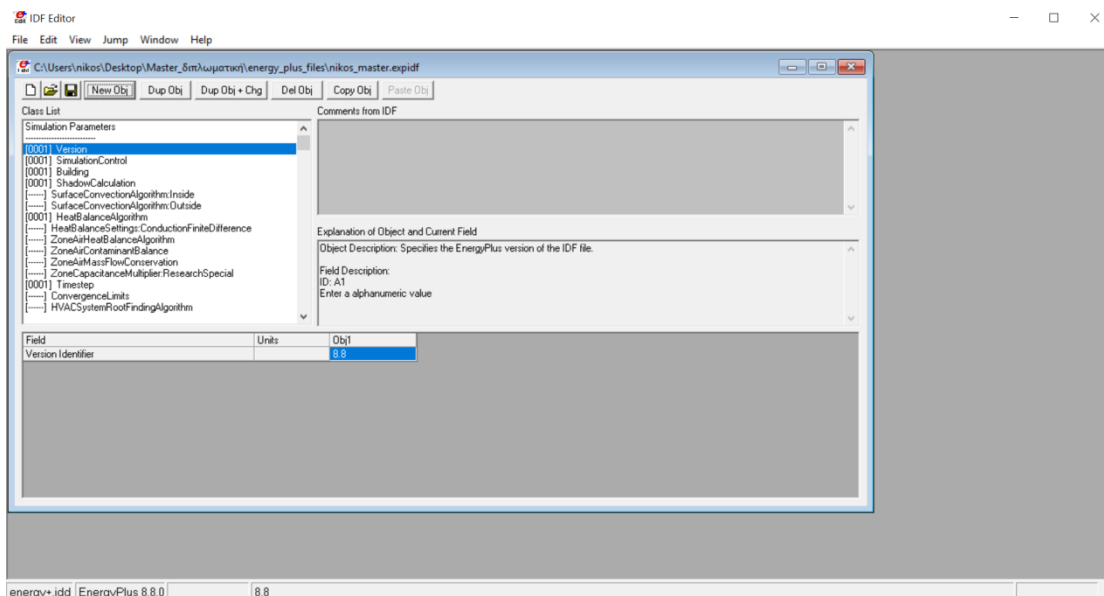 IDF Editor
File Edit View Jump Window Help
C:\Users\nikos\Desktop\Master_διπλωματική\energy_plus_files\nikos_master.expidf
New Obj Dup Obj Dup Obj + Chg Del Obj Copy Obj Paste Obj
Class List
Comments from IDF
Simulation Parameters
------------------------
[0001] Version
[0001] SimulationControl
[0001] Building
[0001] ShadowCalculation
[------] SurfaceConvectionAlgorithm:Inside
[------] SurfaceConvectionAlgorithm:Outside
[0001] HeatBalanceAlgorithm
[------] HeatBalanceSettings:ConductionFiniteDifference
[------] ZoneAirHeatBalanceAlgorithm
[------] ZoneAirContaminantBalance
[------] ZoneAirMassFlowConservation
[------] ZoneCapacitanceMultiplier:ResearchSpecial
[0001] Timestep
[------] ConvergenceLimits
[------] HVACSystemRootFindingAlgorithm
Explanation of Object and Current Field
Object Description: Specifies the EnergyPlus version of the IDF file.
Field Description:
ID: A1
Enter a alphanumeric value
Field Units Obj1
Version Identifier 8.8
energy+.idd EnergyPlus 8.8.0 8.8